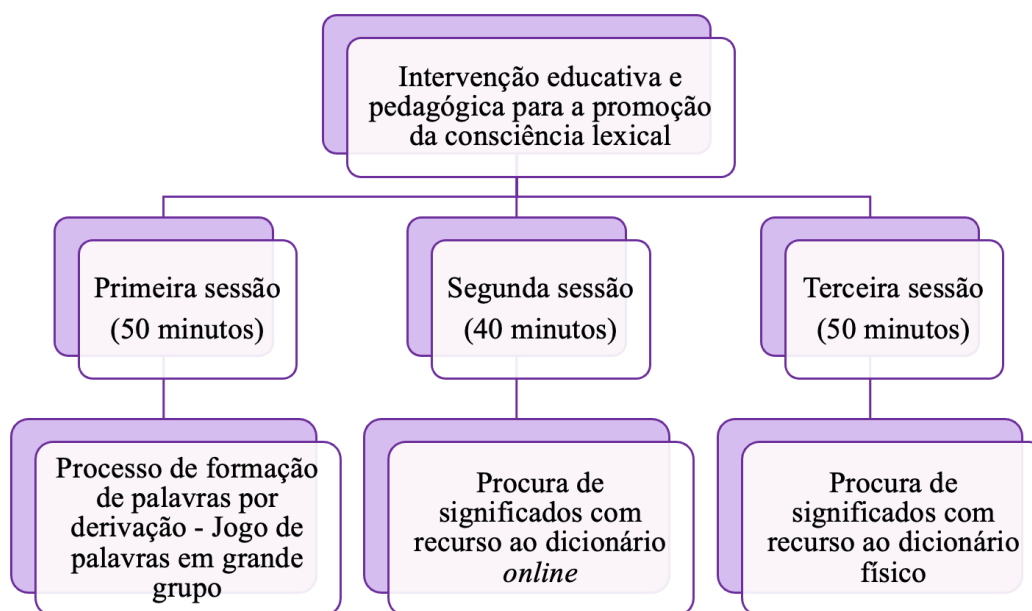 Intervenção educativa e
pedagógica para a promoção
da consciência lexical
Primeira sessão
(50 minutos)
Segunda sessão
(40 minutos)
Terceira sessão
(50 minutos)
Processo de formação
de palavras por
derivação - Jogo de
palavras em grande
grupo
Procura de
significados com
recurso ao dicionário
online
Procura de
significados com
recurso ao dicionário
físico